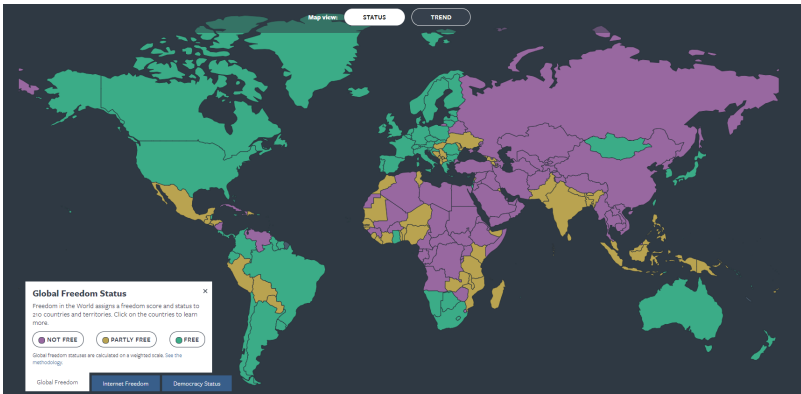 Map view:
STATUS
TREND
Global Freedom Status
×
Freedom in the World assigns a freedom score and status to
210 countries and territories. Click on the countries to learn
more.
NOT FREE
PARTLY FREE
FREE
Global freedom statuses are calculated on a weighted scale. See the
methodology.
Global Freedom
Internet Freedom
Democracy Status